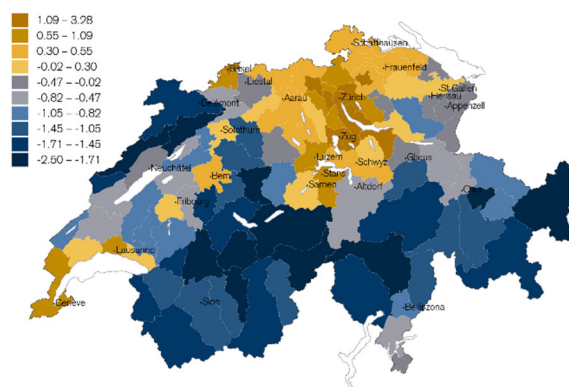 1.09 – 3.28
0.55 – 1.09
0.30 – 0.55
-0.02 – 0.30
-0.47 – -0.02
-0.82 – -0.47
-1.05 – -0.82
-1.45 – -1.05
-1.71 – -1.45
-2.50 – -1.71
Schaffhausen
Basel
Liestal
Frauenfeld
Delémont
Aarau
Zürich
St.Gallen
Herisau
Appenzell
Solothurn
Zug
Luzern
Neuchâtel
Schwyz
Glarus
Bern
Stans
Sarnen
Altdorf
Chur
Fribourg
Lausanne
Genève
Sion
Bellinzona